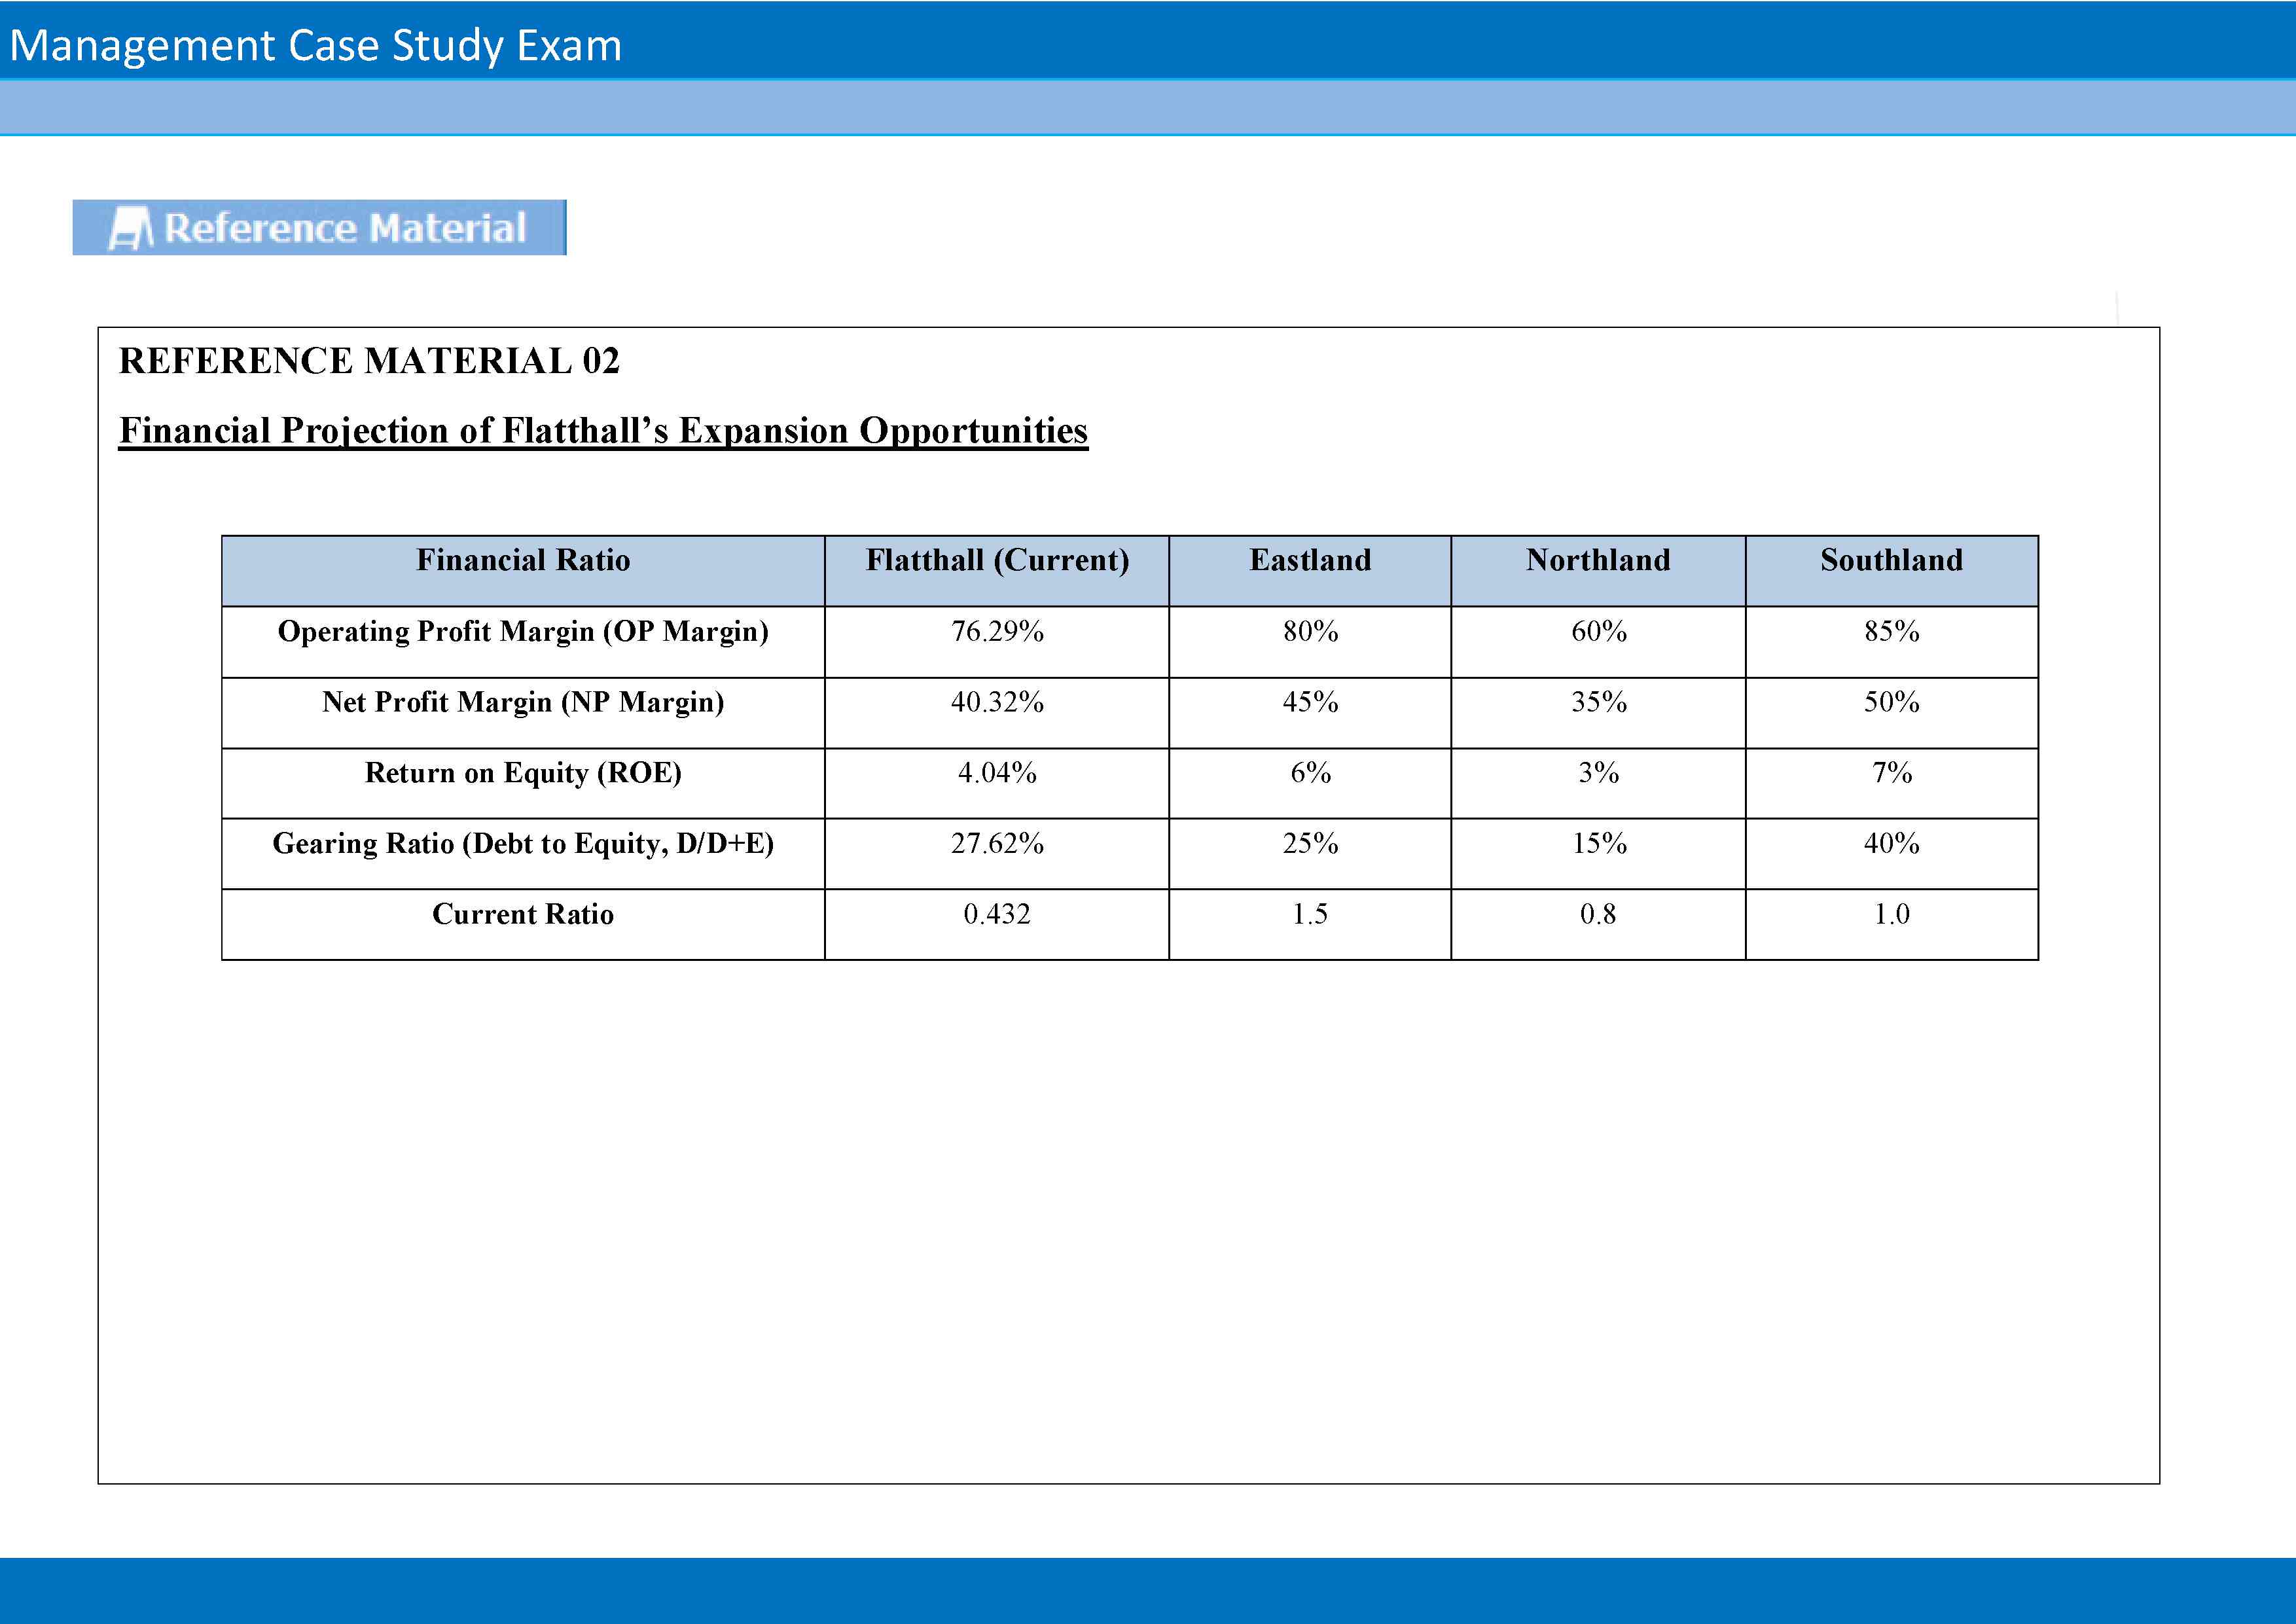 Management Case Study Exam
Reference Material
REFERENCE MATERIAL 02
Financial Projection of Flatthall’s Expansion Opportunities
Financial Ratio Flatthall (Current) Eastland Northland Southland
Operating Profit Margin (OP Margin) 76.29% 80% 60% 85%
Net Profit Margin (NP Margin) 40.32% 45% 35% 50%
Return on Equity (ROE) 4.04% 6% 3% 7%
Gearing Ratio (Debt to Equity, D/D+E) 27.62% 25% 15% 40%
Current Ratio 0.432 1.5 0.8 1.0